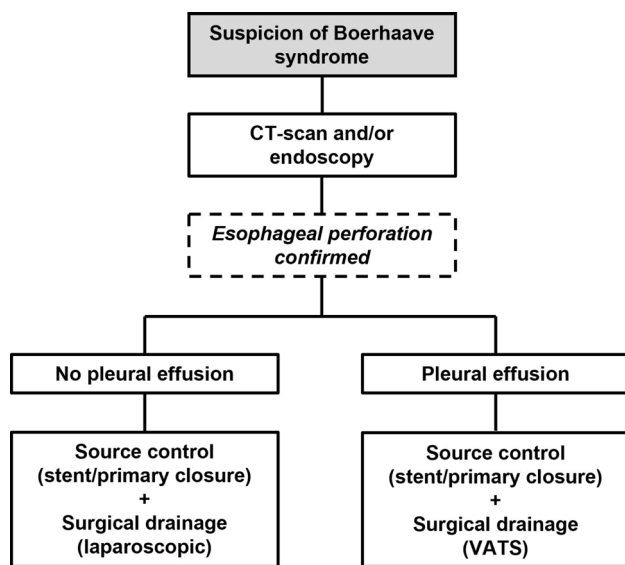 Suspicion of Boerhaave
syndrome
CT-scan and/or
endoscopy
Esophageal perforation
confirmed
No pleural effusion
Pleural effusion
Source control
(stent/primary closure)
+
Surgical drainage
(laparoscopic)
Source control
(stent/primary closure)
+
Surgical drainage
(VATS)